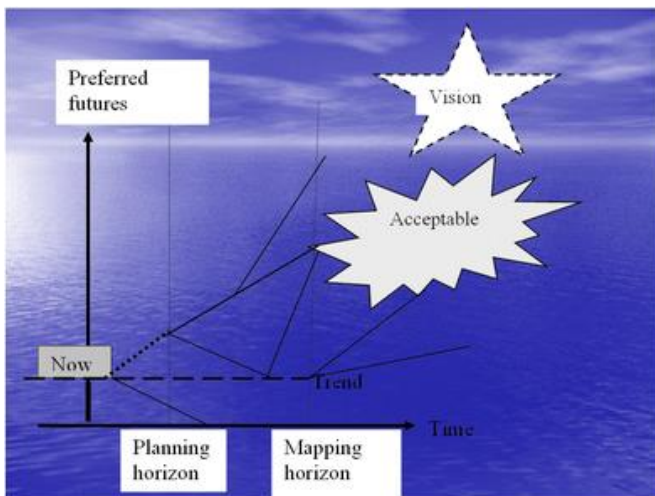 Preferred
futures
Vision
Acceptable
Now
Trend
Time
Planning
horizon
Mapping
horizon